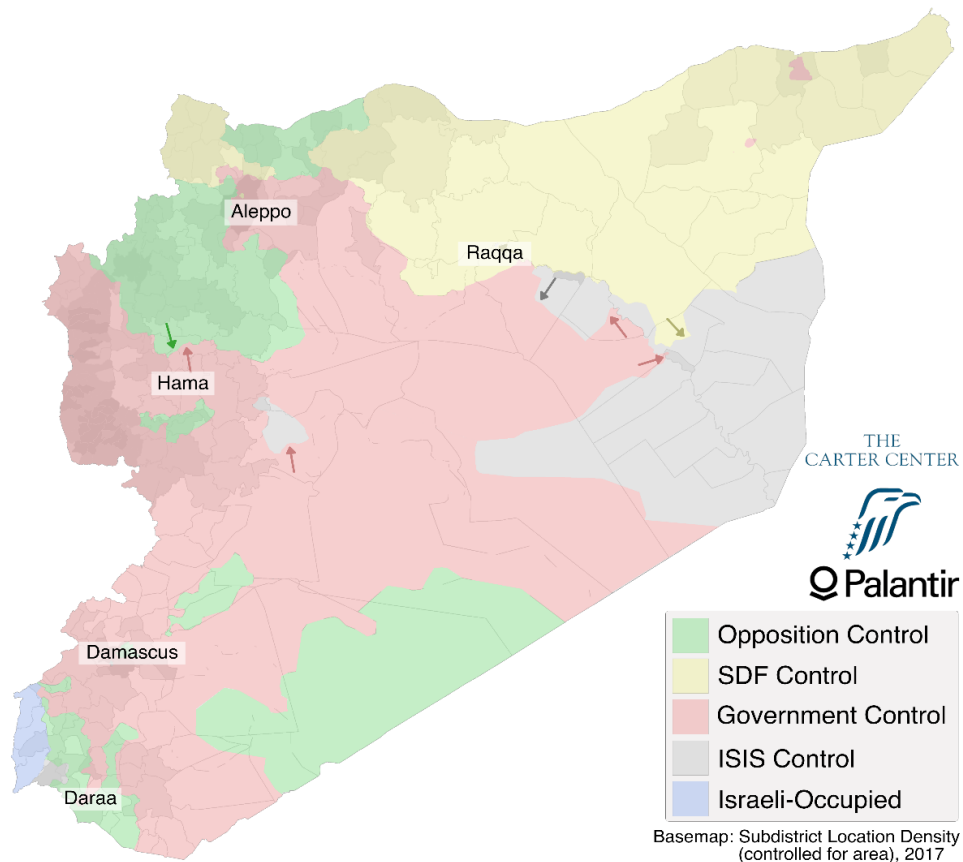 Aleppo
Raqqa
Hama
THE
CARTER CENTER
Palantir
Opposition Control
Damascus
SDF Control
Government Control
ISIS Control
Daraa
Israeli-Occupied
Basemap: Subdistrict Location Density
(controlled for area), 2017